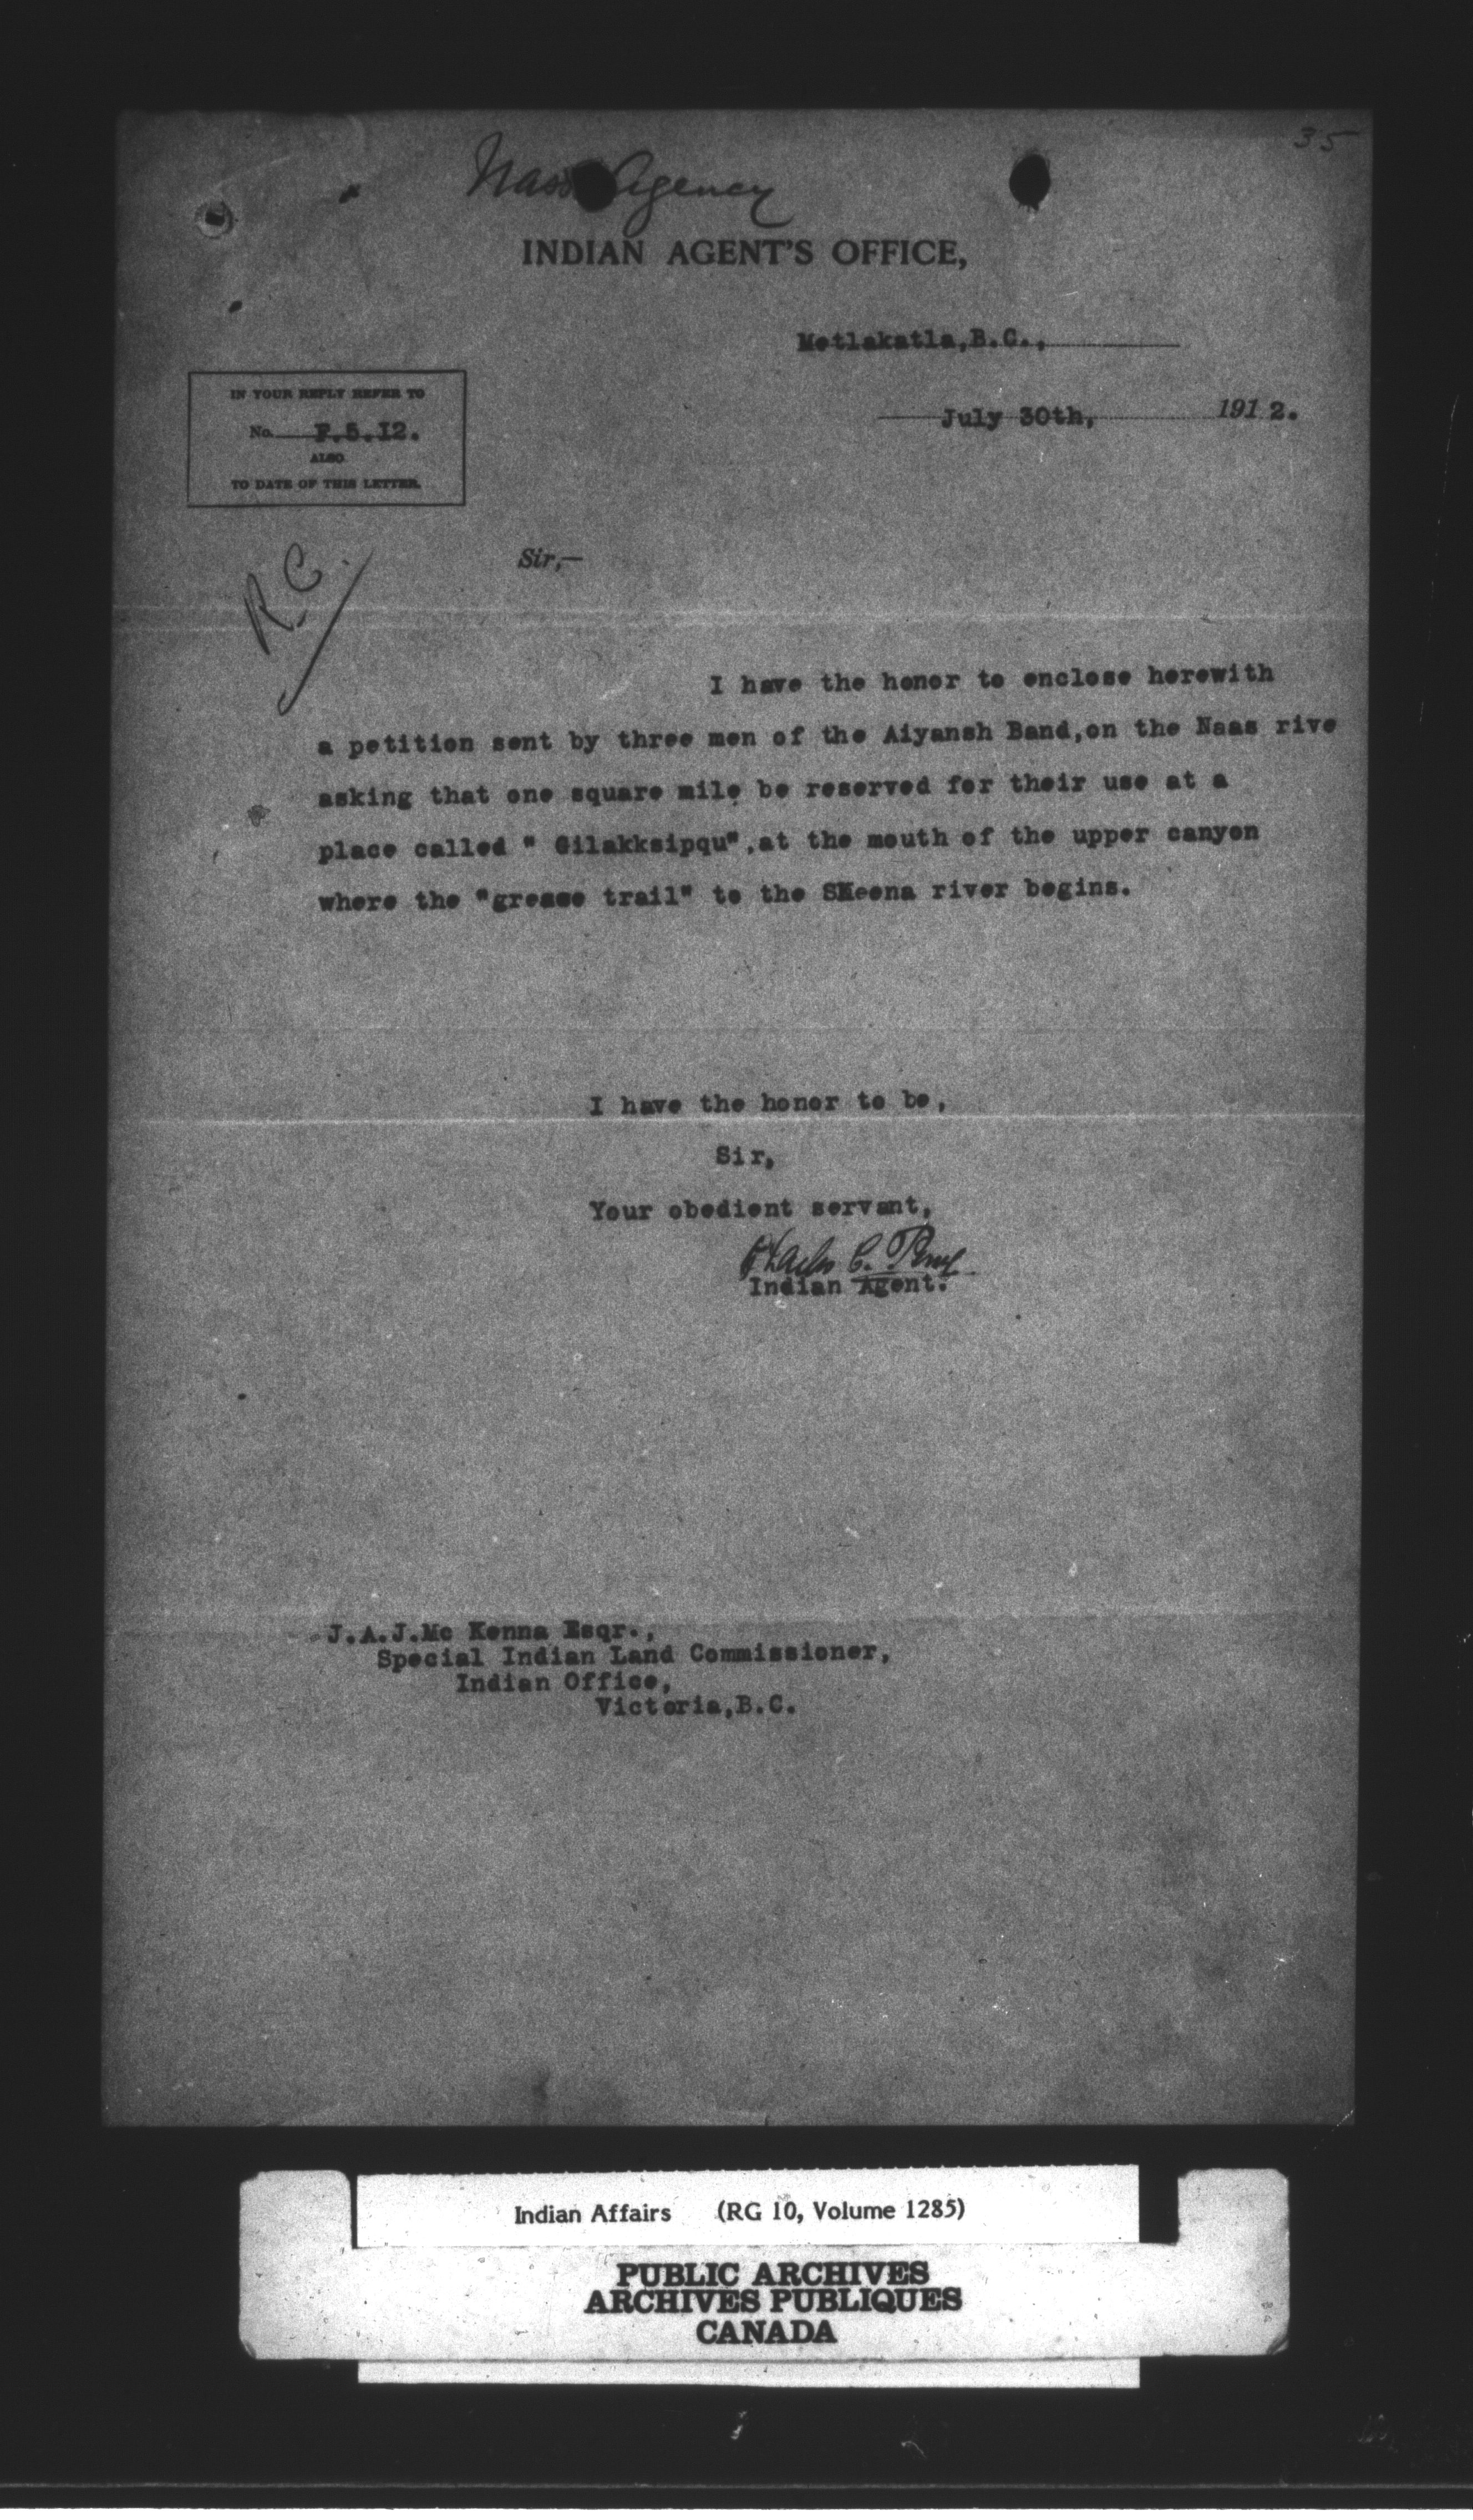 35
Nass Agency
INDIAN AGENT'S OFFICE,
Metlakatla,B.C.,
July 30th, 1912.
IN YOUR REPLY REFER TO
No. F.5.12.
ALSO
TO DATE OF THIS LETTER.
R.C.
Sir,—
I have the honor to enclose herewith
a petition sent by three men of the Aiyansh Band,on the Naas rive
asking that one square mile be reserved for their use at a
place called " Gilakksipqu",at the mouth of the upper canyon
where the "grease trail" to the SKeena river begins.
I have the honor to be,
Sir,
Your obedient servant,
Charles C. Perry
Indian Agent.
J.A.J.Mc Kenna Esqr.,
Special Indian Land Commissioner,
Indian Office,
Victoria,B.C.
Indian Affairs (RG 10, Volume 1285)
PUBLIC ARCHIVES
ARCHIVES PUBLIQUES
CANADA